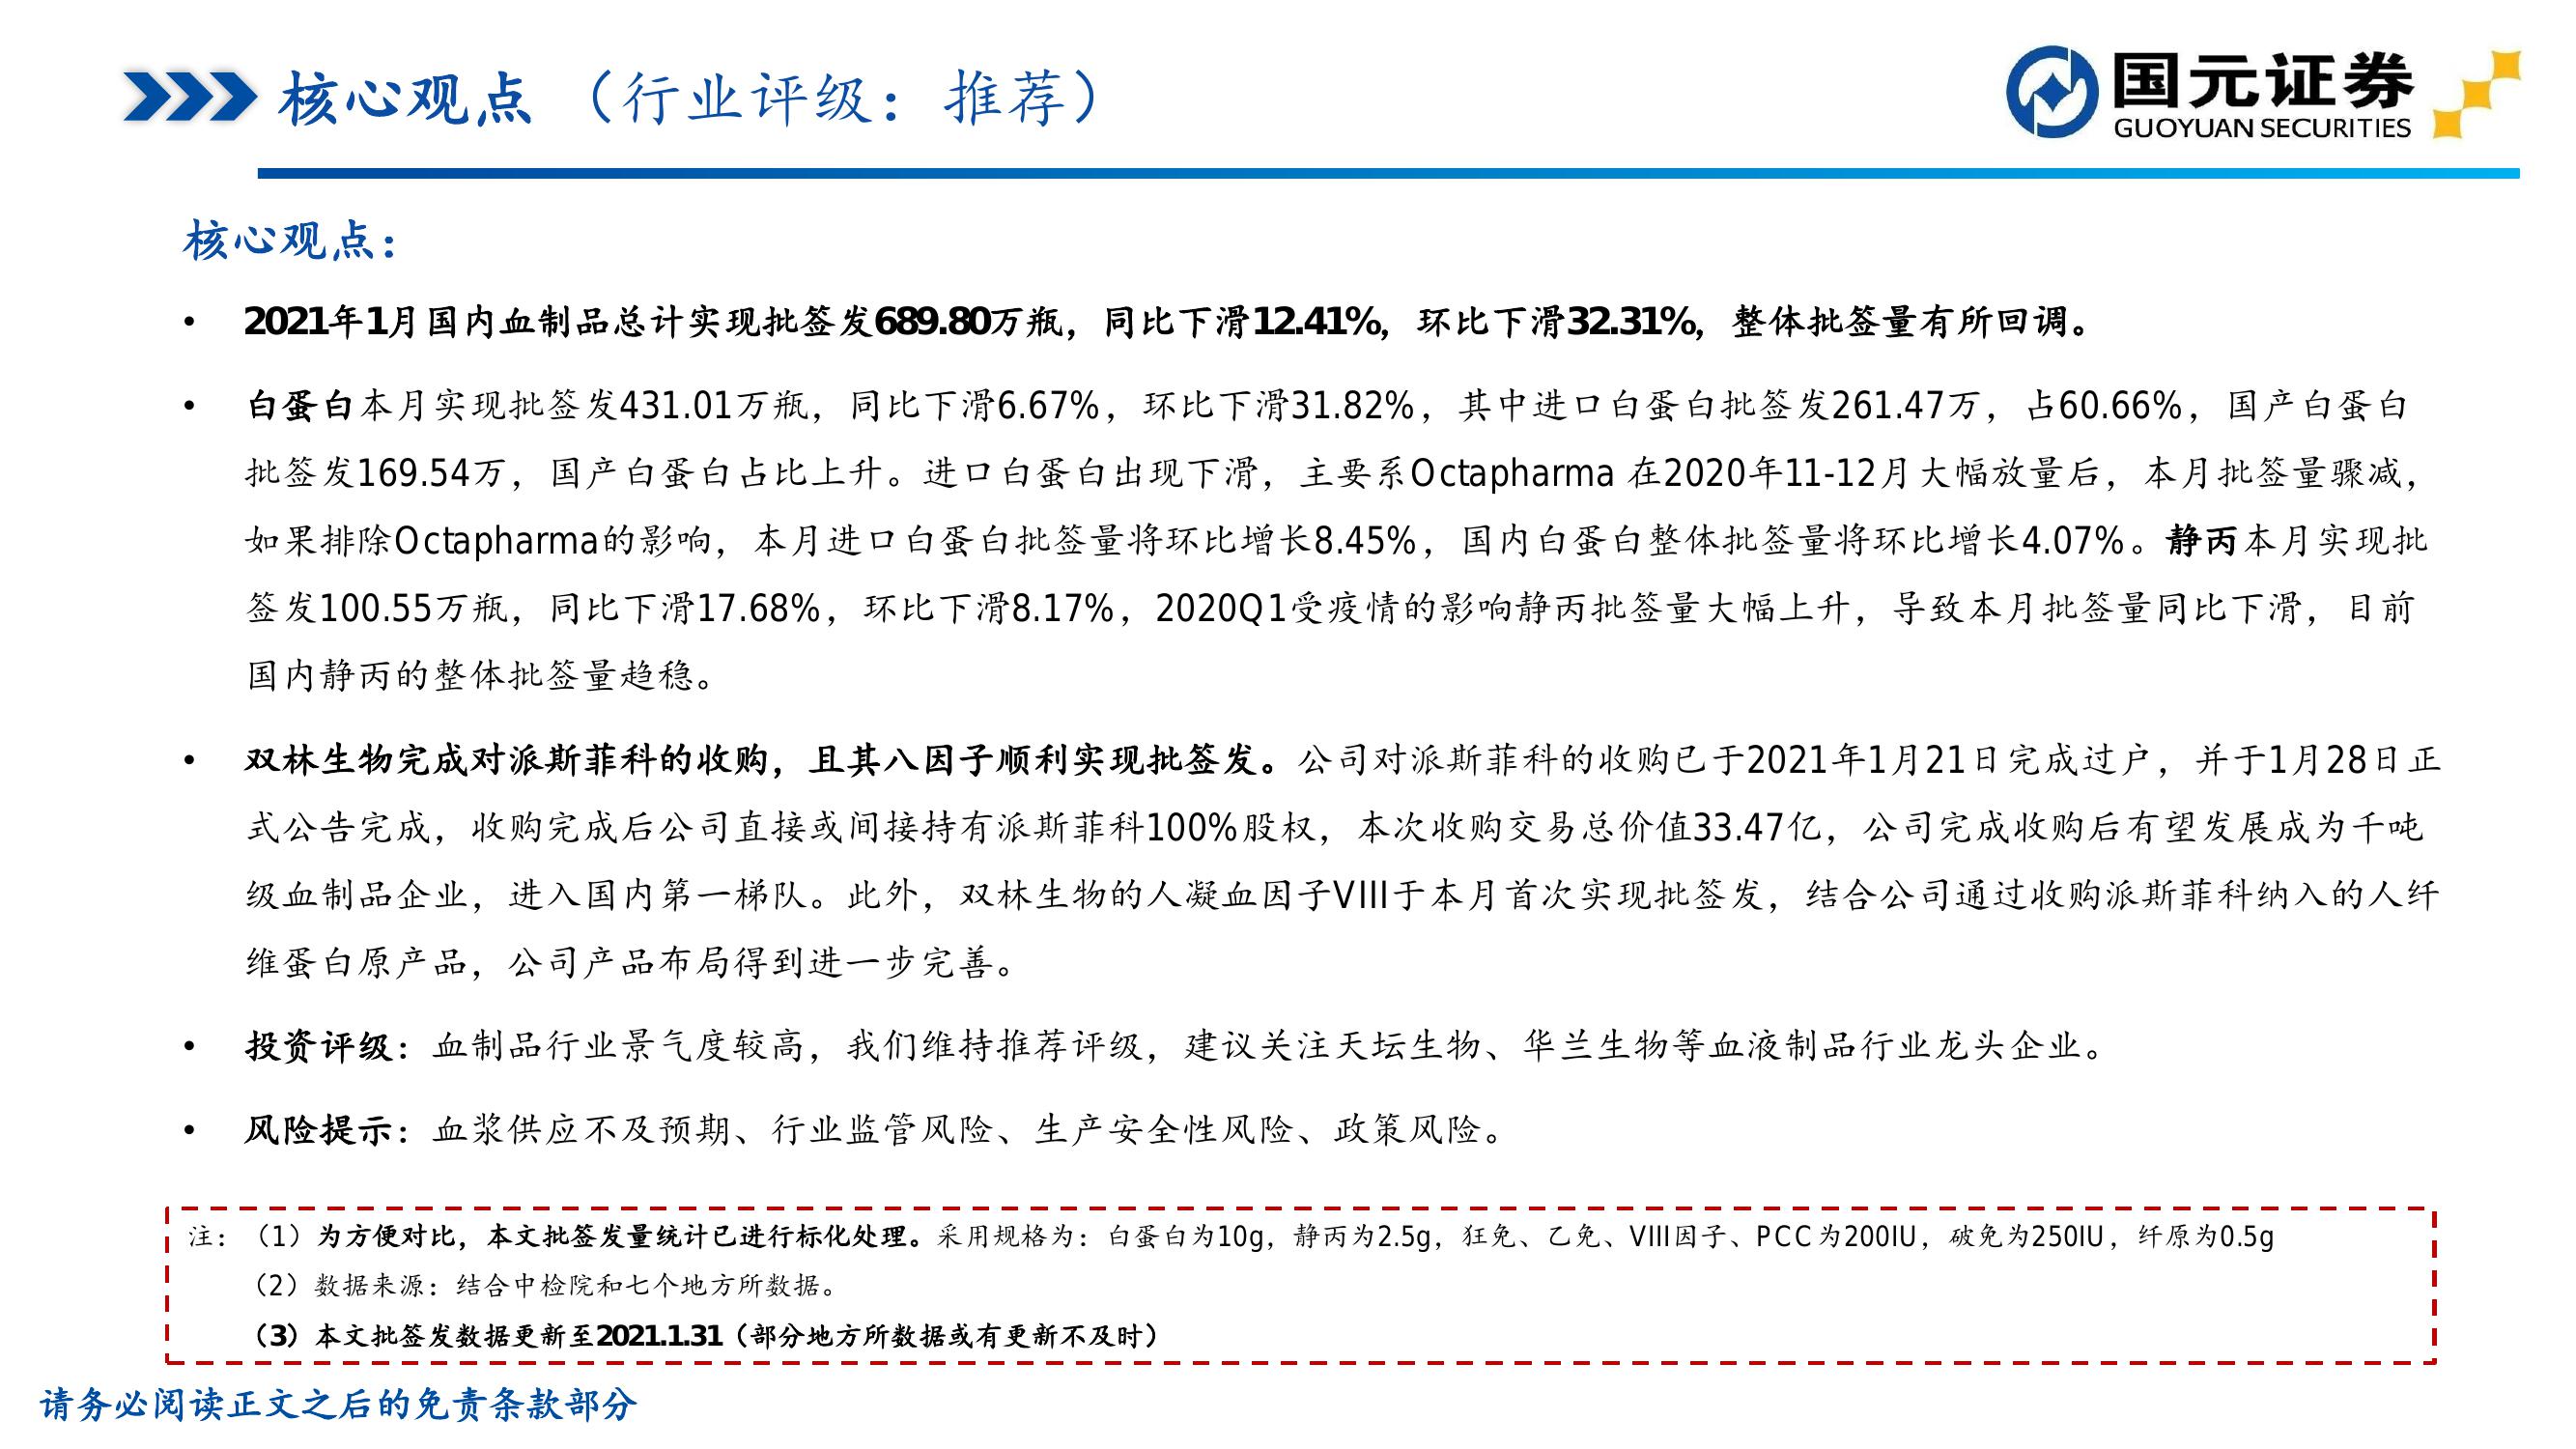 核心观点（行业评级：推荐）
国元证券
GUOYUAN SECURITIES
核心观点：
• 2021年1月国内血制品总计实现批签发689.80万瓶，同比下滑12.41%，环比下滑32.31%，整体批签量有所回调。
• 白蛋白本月实现批签发431.01万瓶，同比下滑6.67%，环比下滑31.82%，其中进口白蛋白批签发261.47万，占60.66%，国产白蛋白
批签发169.54万，国产白蛋白占比上升。进口白蛋白出现下滑，主要系Octapharma 在2020年11-12月大幅放量后，本月批签量骤减，
如果排除Octapharma的影响，本月进口白蛋白批签量将环比增长8.45%，国内白蛋白整体批签量将环比增长4.07%。静丙本月实现批
签发100.55万瓶，同比下滑17.68%，环比下滑8.17%，2020Q1受疫情的影响静丙批签量大幅上升，导致本月批签量同比下滑，目前
国内静丙的整体批签量趋稳。
• 双林生物完成对派斯菲科的收购，且其八因子顺利实现批签发。公司对派斯菲科的收购已于2021年1月21日完成过户，并于1月28日正
式公告完成，收购完成后公司直接或间接持有派斯菲科100%股权，本次收购交易总价值33.47亿，公司完成收购后有望发展成为千吨
级血制品企业，进入国内第一梯队。此外，双林生物的人凝血因子VIII于本月首次实现批签发，结合公司通过收购派斯菲科纳入的人纤
维蛋白原产品，公司产品布局得到进一步完善。
• 投资评级：血制品行业景气度较高，我们维持推荐评级，建议关注天坛生物、华兰生物等血液制品行业龙头企业。
• 风险提示：血浆供应不及预期、行业监管风险、生产安全性风险、政策风险。
注：（1）为方便对比，本文批签发量统计已进行标化处理。采用规格为：白蛋白为10g，静丙为2.5g，狂免、乙免、VIII因子、PCC为200IU，破免为250IU，纤原为0.5g
（2）数据来源：结合中检院和七个地方所数据。
（3）本文批签发数据更新至2021.1.31（部分地方所数据或有更新不及时）
请务必阅读正文之后的免责条款部分